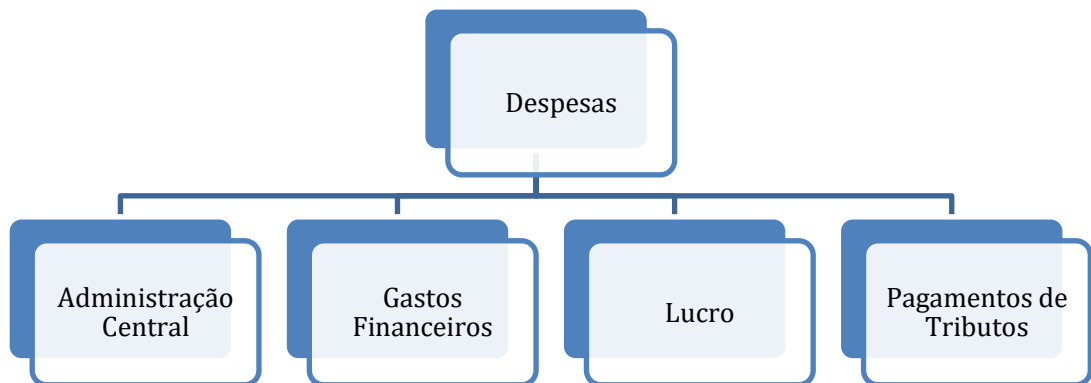 Despesas
Administração
Central
Gastos
Financeiros
Lucro
Pagamentos de
Tributos